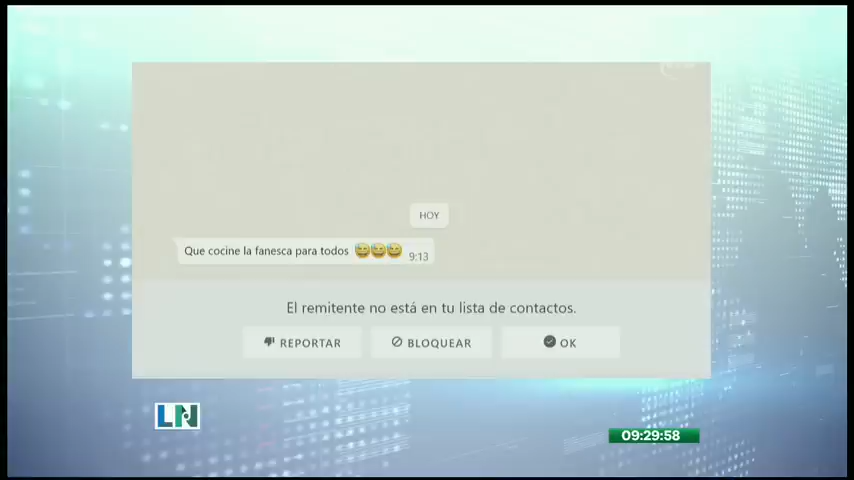 HOY
Que cocine la fanesca para todos 😅😅😅 9:13
El remitente no está en tu lista de contactos.
REPORTAR
BLOQUEAR
OK
LN
09:29:58